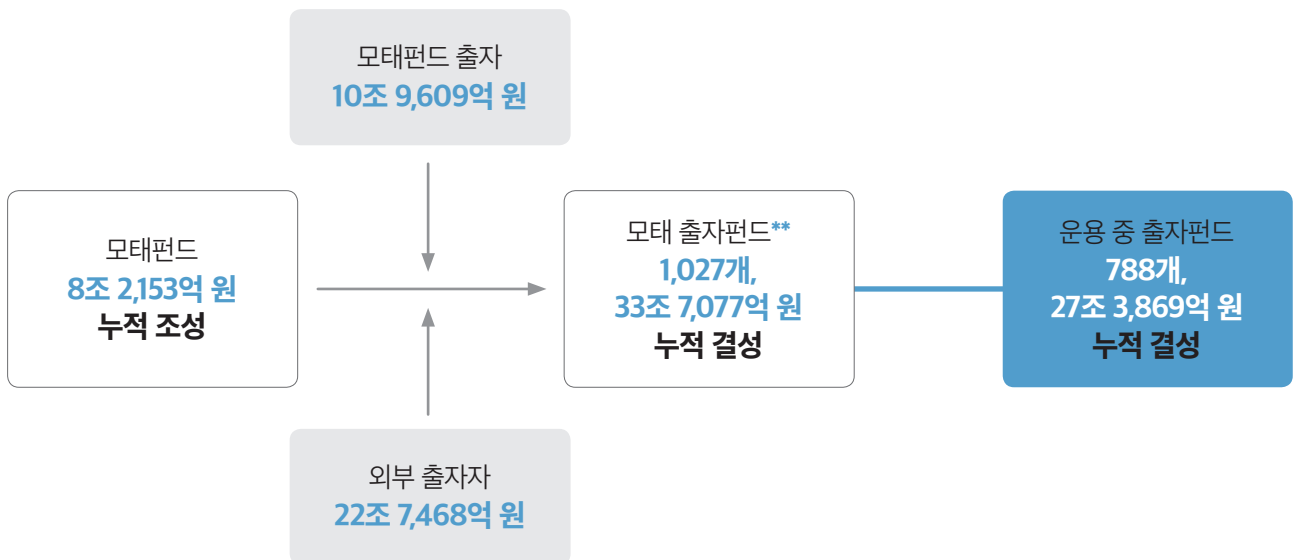 모태펀드 출자
10조 9,609억 원
모태펀드
8조 2,153억 원
누적 조성
모태 출자펀드**
1,027개,
33조 7,077억 원
누적 결성
운용 중 출자펀드
788개,
27조 3,869억 원
누적 결성
외부 출자자
22조 7,468억 원